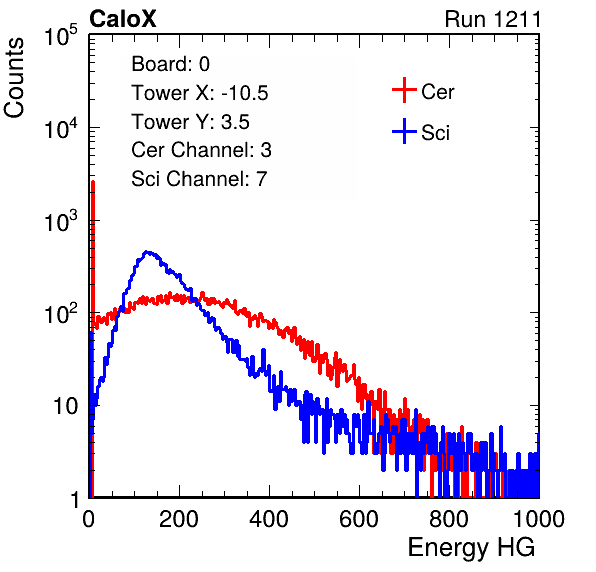 CaloX Run 1211
Counts
Board: 0
Tower X: -10.5
Tower Y: 3.5
Cer Channel: 3
Sci Channel: 7
Cer
Sci
10^5
10^4
10^3
10^2
10
1
0 200 400 600 800 1000
Energy HG